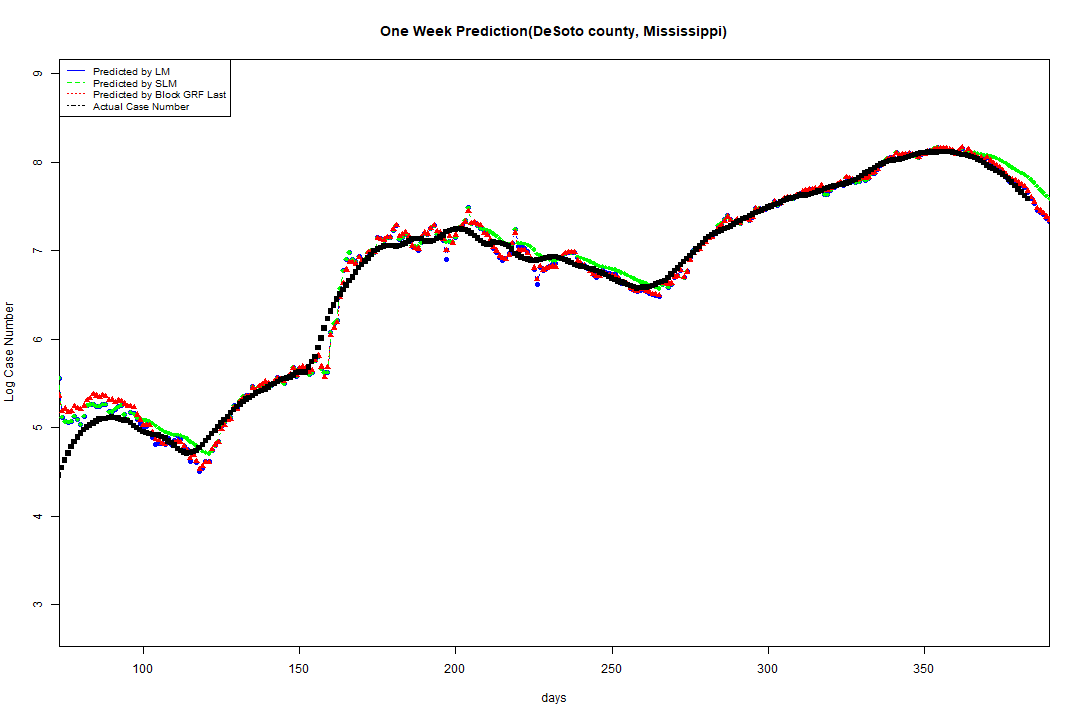 One Week Prediction(DeSoto county, Mississippi)
Predicted by LM
Predicted by SLM
Predicted by Block GRF Last
Actual Case Number
9
8
7
6
5
4
3
Log Case Number
100 150 200 250 300 350
days